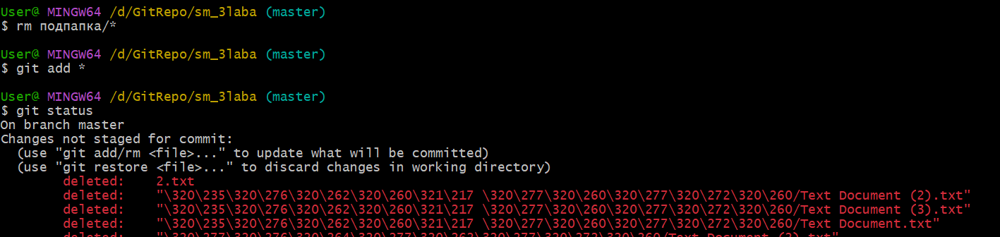 User@ MINGW64 /d/GitRepo/sm_3laba (master)
$ rm подпапка/*
User@ MINGW64 /d/GitRepo/sm_3laba (master)
$ git add *
User@ MINGW64 /d/GitRepo/sm_3laba (master)
$ git status
On branch master
Changes not staged for commit:
(use "git add/rm <file>..." to update what will be committed)
(use "git restore <file>..." to discard changes in working directory)
deleted: 2.txt
deleted: "\320\235\320\276\320\262\320\260\321\217 \320\277\320\260\320\277\320\272\320\260/Text Document (2).txt"
deleted: "\320\235\320\276\320\262\320\260\321\217 \320\277\320\260\320\277\320\272\320\260/Text Document (3).txt"
deleted: "\320\235\320\276\320\262\320\260\321\217 \320\277\320\260\320\277\320\272\320\260/Text Document.txt"
deleted: